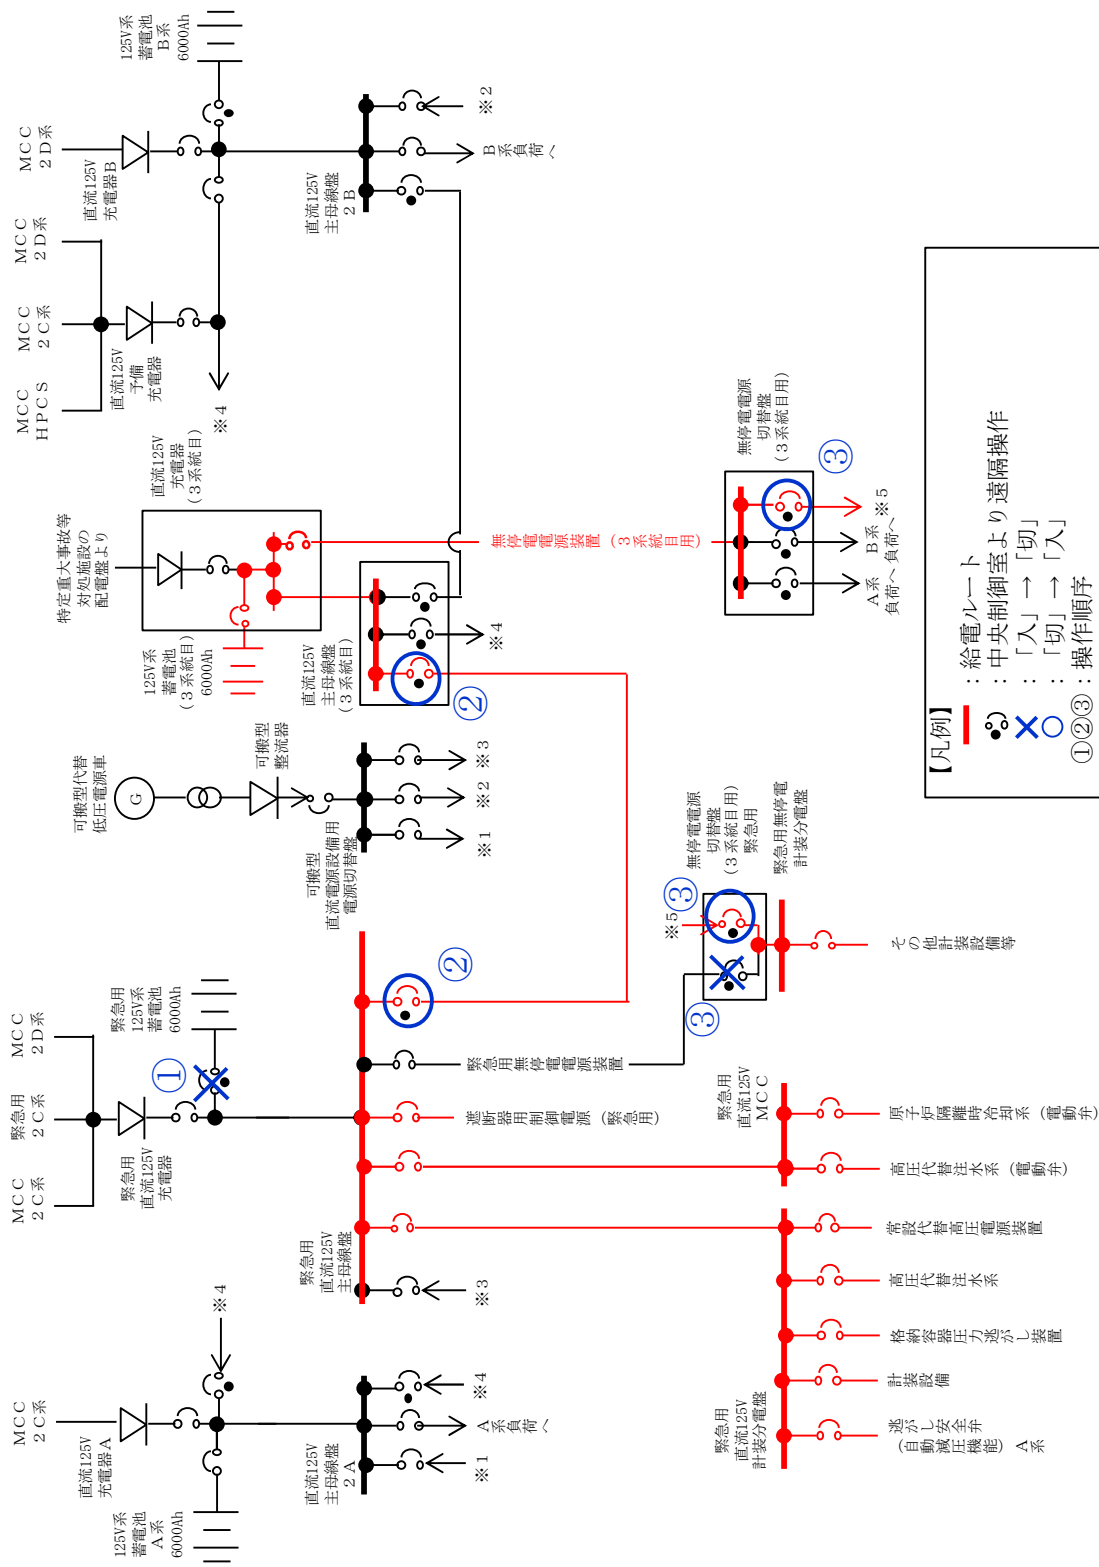 MCC
2C系
直流125V
充電器A
125V系
蓄電池
A系
6000Ah
※4
直流125V
主母線盤
2A
※1
A系負荷へ
※4
MCC
2C系
緊急用
2C系
MCC
2D系
緊急用
直流125V
充電器
緊急用
125V系
蓄電池
6000Ah
①
緊急用
直流125V
主母線盤
※3
遮断器用制御電源(緊急用)
緊急用無停電電源装置
②
緊急用
直流125V
計装分電盤
逃がし安全弁
(自動減圧機能) A系
計装設備
格納容器圧力逃がし装置
高圧代替注水系
常設代替高圧電源装置
緊急用
直流125V
MCC
高圧代替注水系(電動弁)
原子炉隔離時冷却系(電動弁)
③
※5
③
無停電電源
切替盤
(3系統目用)
緊急用
緊急用無停電
計装分電盤
その他計装設備等
可搬型代替
低圧電源車
G
可搬型
整流器
可搬型
直流電源設備用
電源切替盤
※1
※2
※3
特定重大事故等
対処施設の
配電盤より
直流125V
充電器
(3系統目)
125V系
蓄電池
(3系統目)
6000Ah
直流125V
主母線盤
(3系統目)
②
※4
無停電電源装置(3系統目用)
無停電電源
切替盤
(3系統目用)
③
A系
負荷へ
B系
負荷へ
※5
MCC
HPCS
MCC
2C系
MCC
2D系
直流125V
予備
充電器
※4
MCC
2D系
直流125V
充電器B
125V系
蓄電池
B系
6000Ah
直流125V
主母線盤
2B
B系負荷へ
※2
【凡例】
:給電ルート
:中央制御室より遠隔操作
:「入」→「切」
:「切」→「入」
①②③:操作順序